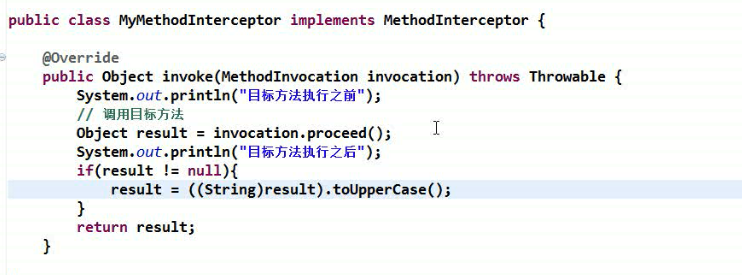 public class MyMethodInterceptor implements MethodInterceptor {
@Override
public Object invoke(MethodInvocation invocation) throws Throwable {
System.out.println("目标方法执行之前");
// 调用目标方法
Object result = invocation.proceed();
System.out.println("目标方法执行之后");
if(result != null){
result = ((String)result).toUpperCase();
}
return result;
}